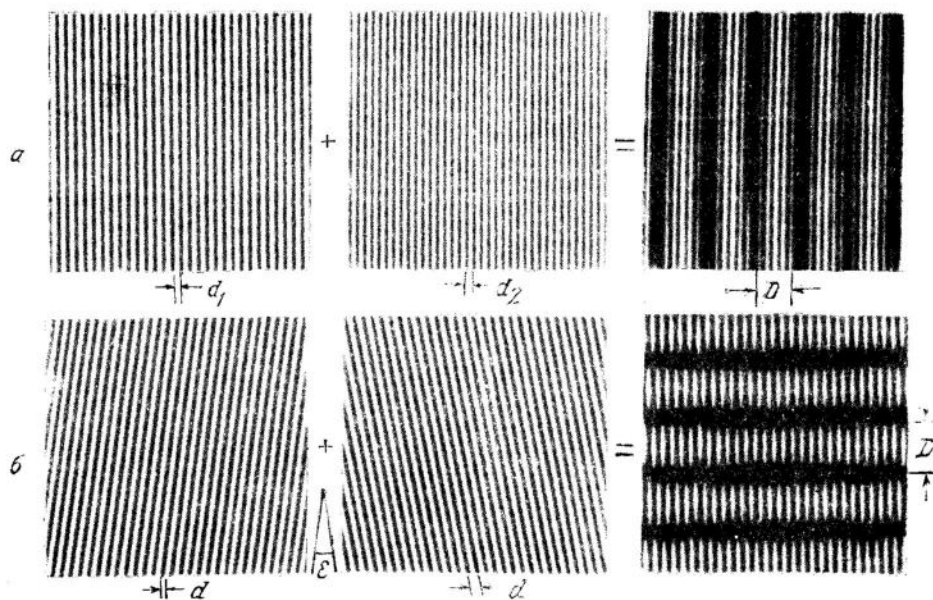 а + =
d₁ d₂ D
б + =
ε D
d d